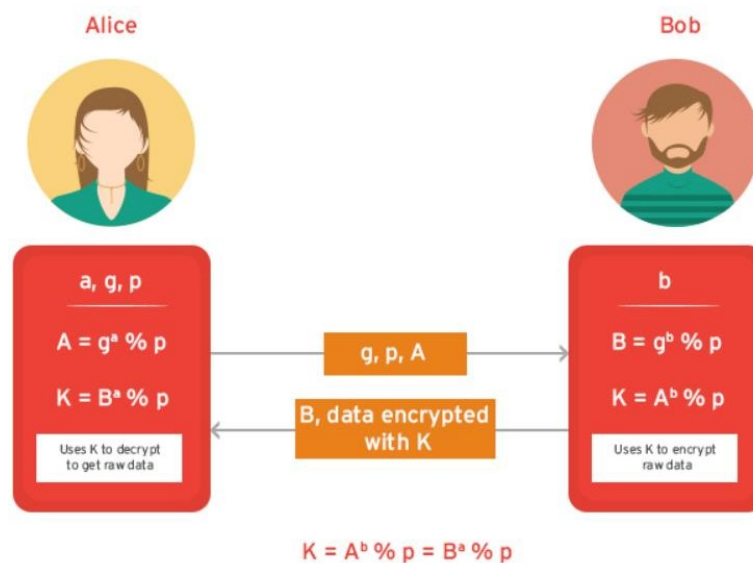 Alice
Bob
a, g, p
A = gᵃ % p
K = Bᵃ % p
Uses K to decrypt
to get raw data
g, p, A
B, data encrypted
with K
b
B = gᵇ % p
K = Aᵇ % p
Uses K to encrypt
raw data
K = Aᵇ % p = Bᵃ % p